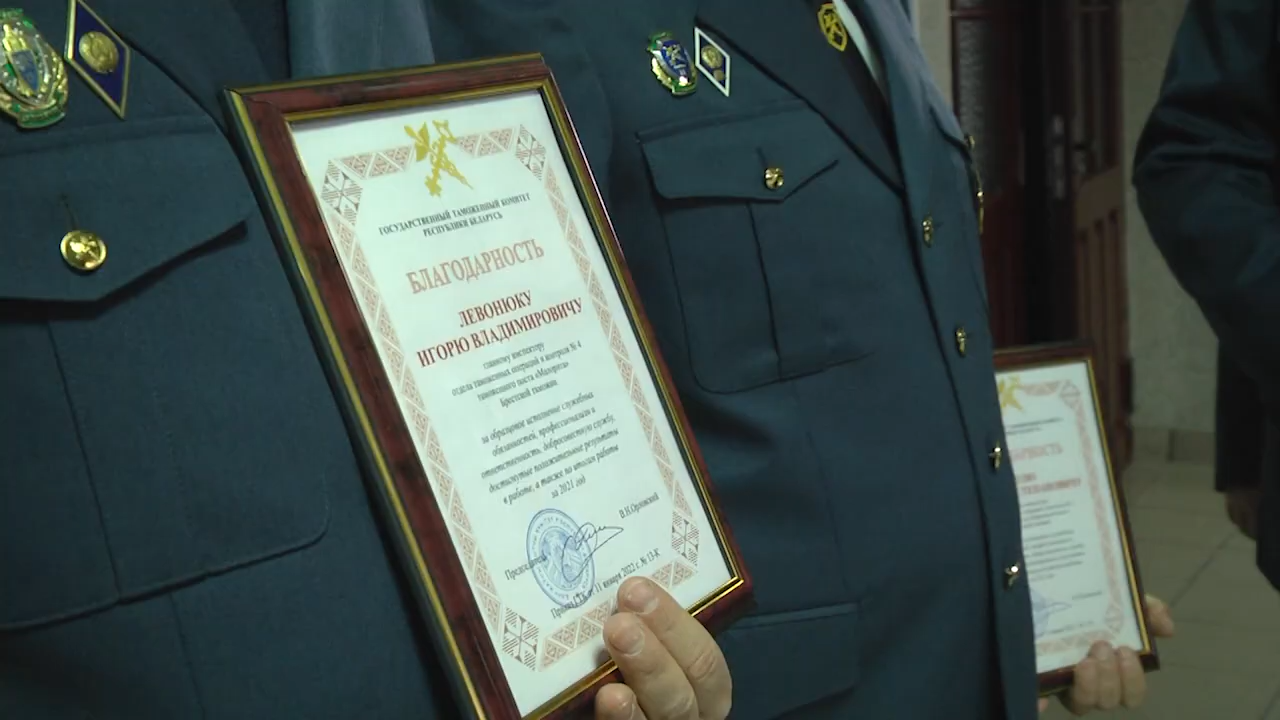 ГОСУДАРСТВЕННЫЙ ТАМОЖЕННЫЙ КОМИТЕТ
РЕСПУБЛИКИ БЕЛАРУСЬ
БЛАГОДАРНОСТЬ
ЛЕВОНЮКУ
ИГОРЮ ВЛАДИМИРОВИЧУ
главному инспектору
отдела таможенных операций и контроля № 4
таможенного поста «Мокраны»
Брестской таможни
за образцовое исполнение служебных
обязанностей, профессионализм и
ответственность, добросовестную службу,
достигнутые положительные результаты
в работе, а также по итогам работы
за 2021 год
Председатель В.Н.Орловский
Приказ ГТК от 11 января 2022 г. № 13-К